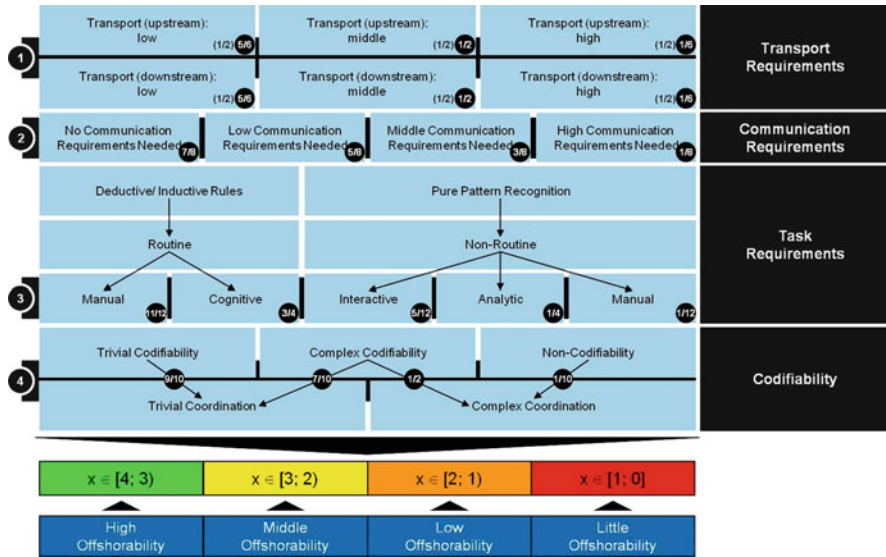 Transport (upstream):
low
(1/2) 5/6
Transport (upstream):
middle
(1/2) 1/2
Transport (upstream):
high
(1/2) 1/6
1
Transport
Requirements
Transport (downstream):
low
(1/2) 5/6
Transport (downstream):
middle
(1/2) 1/2
Transport (downstream):
high
(1/2) 1/6
2
No Communication
Requirements Needed
7/8
Low Communication
Requirements Needed
5/8
Middle Communication
Requirements Needed
3/8
High Communication
Requirements Needed
1/8
Communication
Requirements
Deductive/ Inductive Rules
Pure Pattern Recognition
Routine
Non-Routine
Task
Requirements
3
Manual
11/12
Cognitive
3/4
Interactive
5/12
Analytic
1/4
Manual
1/12
Trivial Codifiability
Complex Codifiability
Non-Codifiability
4
9/10
7/10
1/2
1/10
Codifiability
Trivial Coordination
Complex Coordination
x ∈ [4; 3)
x ∈ [3; 2)
x ∈ [2; 1)
x ∈ [1; 0]
High
Offshorability
Middle
Offshorability
Low
Offshorability
Little
Offshorability